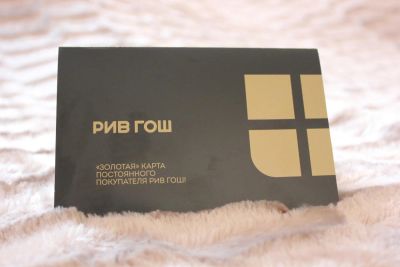 РИВ ГОШ
«ЗОЛОТАЯ» КАРТА
ПОСТОЯННОГО
ПОКУПАТЕЛЯ РИВ ГОШ!